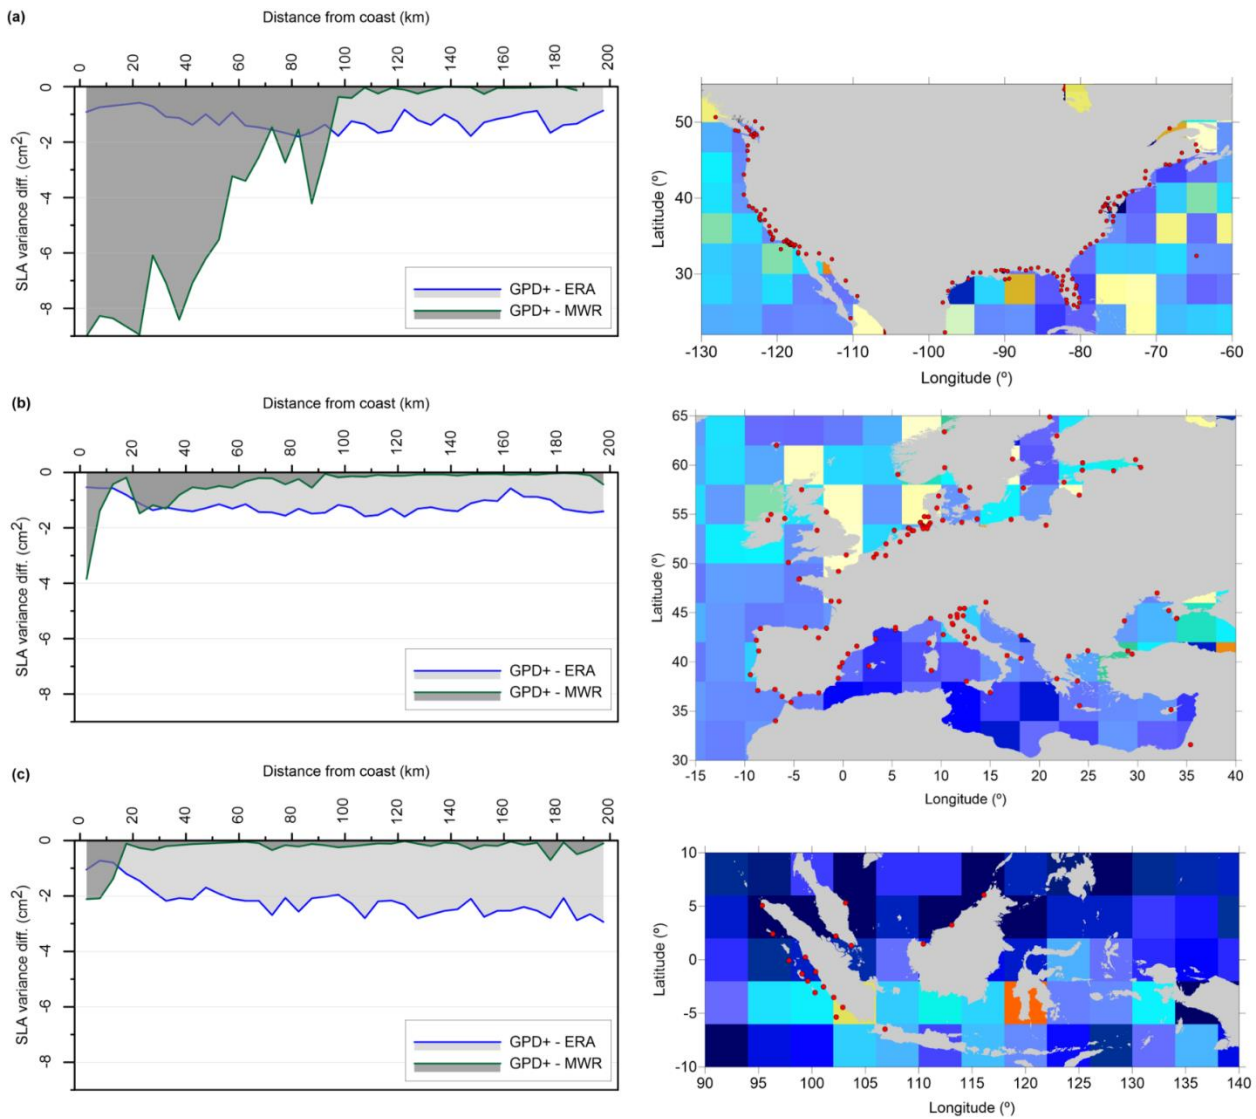 (a)
Distance from coast (km)
0 20 40 60 80 100 120 140 160 180 200
SLA variance diff. (cm2)
0
-2
-4
-6
-8
GPD+ - ERA
GPD+ - MWR
Latitude (º)
50
40
30
-130 -120 -110 -100 -90 -80 -70 -60
Longitude (º)
(b)
Distance from coast (km)
0 20 40 60 80 100 120 140 160 180 200
SLA variance diff. (cm2)
0
-2
-4
-6
-8
GPD+ - ERA
GPD+ - MWR
Latitude (º)
65
60
55
50
45
40
35
30
-15 -10 -5 0 5 10 15 20 25 30 35 40
Longitude (º)
(c)
Distance from coast (km)
0 20 40 60 80 100 120 140 160 180 200
SLA variance diff. (cm2)
0
-2
-4
-6
-8
GPD+ - ERA
GPD+ - MWR
Latitude (º)
10
5
0
-5
-10
90 95 100 105 110 115 120 125 130 135 140
Longitude (º)